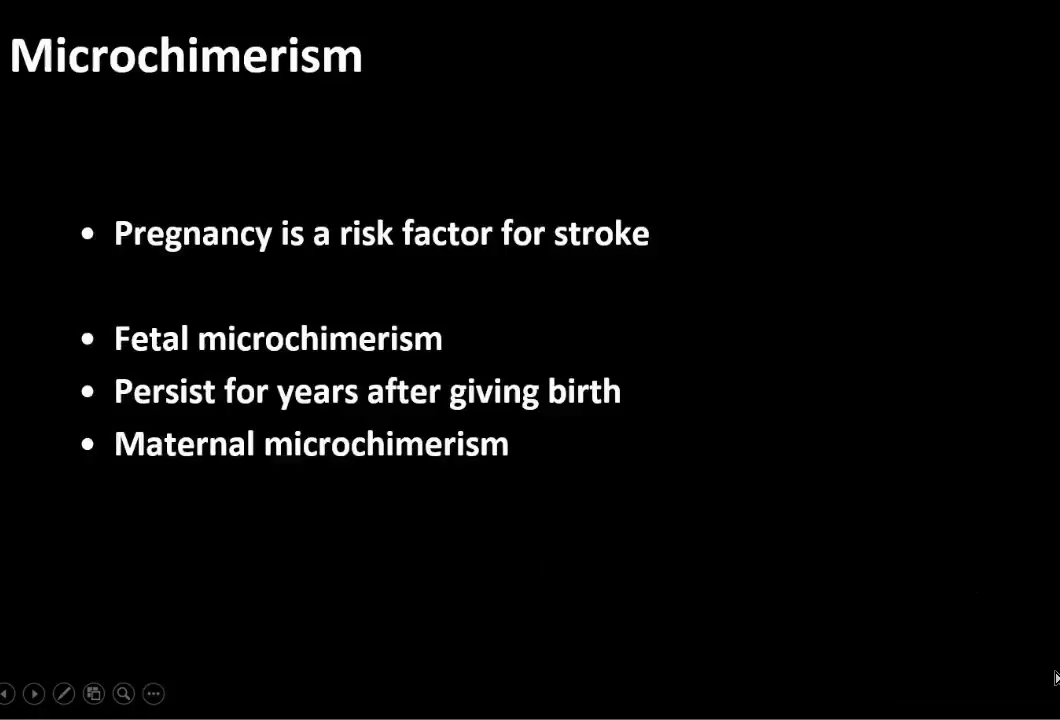 Microchimerism
• Pregnancy is a risk factor for stroke
• Fetal microchimerism
• Persist for years after giving birth
• Maternal microchimerism